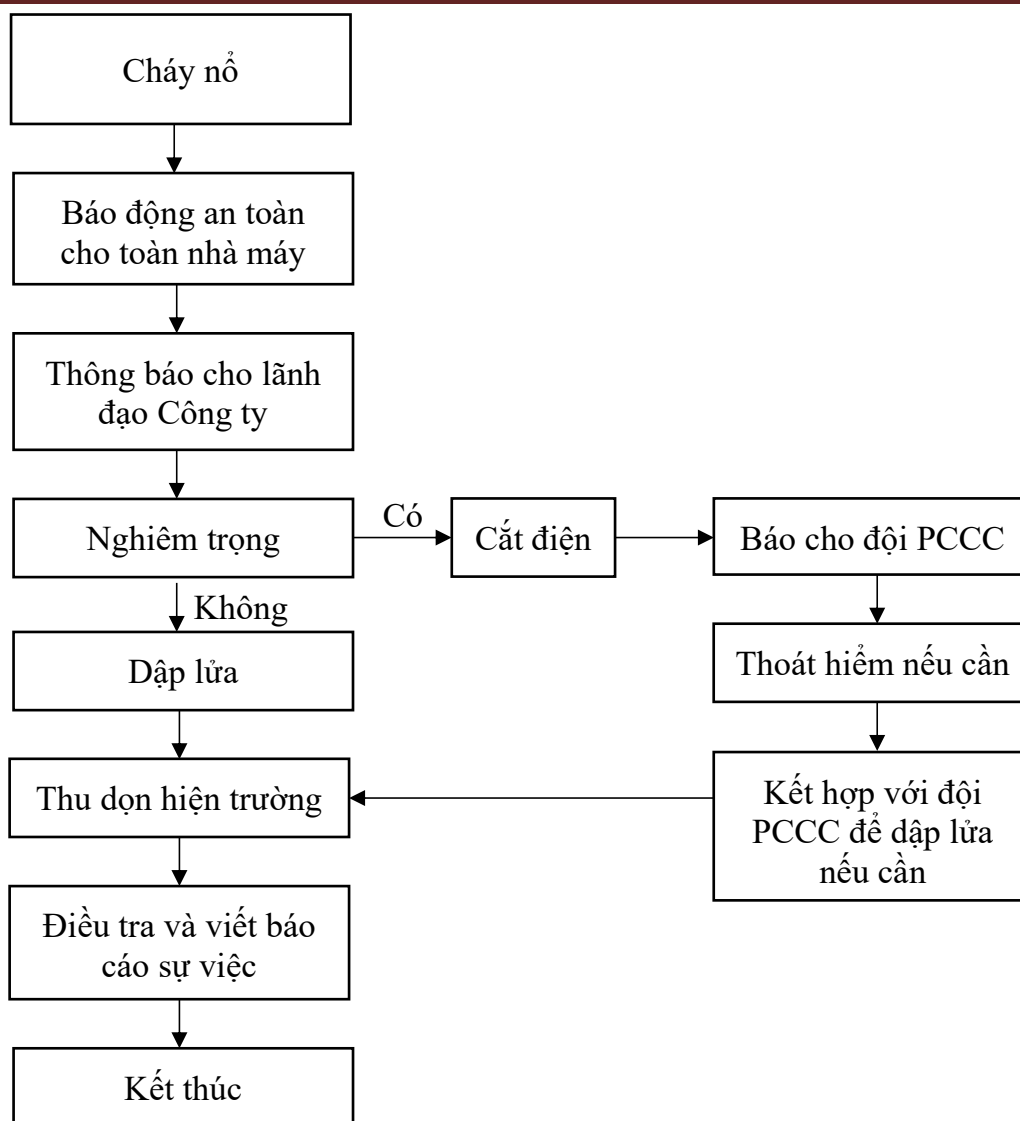 Cháy nổ
Báo động an toàn
cho toàn nhà máy
Thông báo cho lãnh
đạo Công ty
Nghiêm trọng
Có
Cắt điện
Báo cho đội PCCC
Không
Dập lửa
Thoát hiểm nếu cần
Thu dọn hiện trường
Kết hợp với đội
PCCC để dập lửa
nếu cần
Điều tra và viết báo
cáo sự việc
Kết thúc